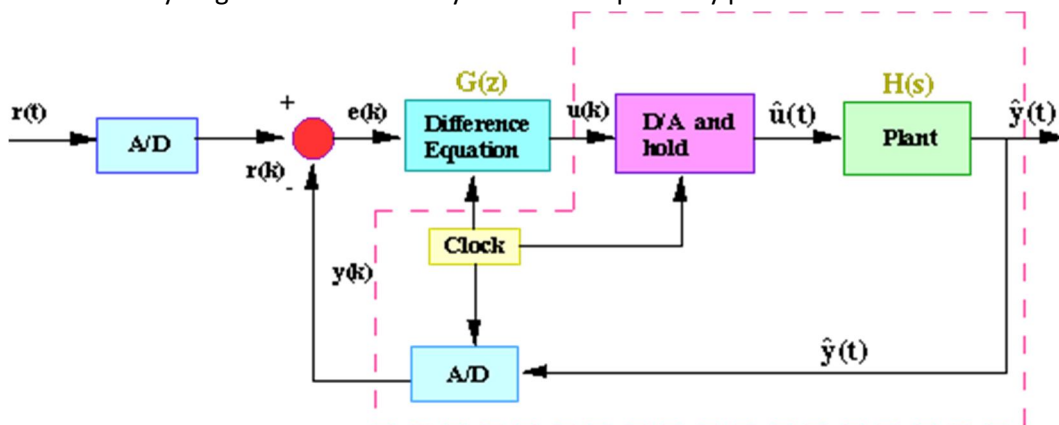 G(z)
H(s)
r(t)
+
e(k)
u(k)
û(t)
ŷ(t)
A/D
Difference
Equation
D/A and
hold
Plant
r(k)
-
Clock
y(k)
ŷ(t)
A/D